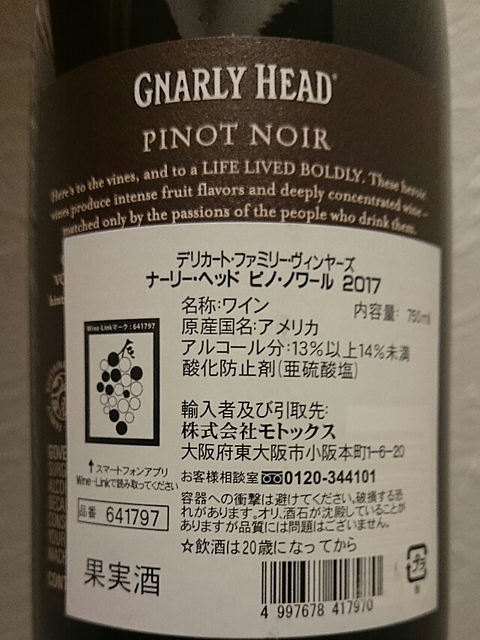 GNARLY HEAD
PINOT NOIR
Here's to the vines, and to a LIFE LIVED BOLDLY. These heroic
vines produce intense fruit flavors and deeply concentrated wine –
matched only by the passions of the people who drink them.
デリカート・ファミリー・ヴィンヤーズ
ナーリー・ヘッド ピノ・ノワール 2017
名称:ワイン 内容量: 750ml
原産国名:アメリカ
アルコール分:13%以上14%未満
酸化防止剤(亜硫酸塩)
Wine-Linkマーク:641797
輸入者及び引取先:
株式会社モトックス
大阪府東大阪市小阪本町1-6-20
↑スマートフォンアプリ
Wine-Linkで読み取ってください
お客様相談室 0120-344101
容器への衝撃は避けてください。破損する恐
れがあります。オリ、酒石が沈殿していることが
ありますが品質には問題はございません。
品番 641797
☆飲酒は20歳になってから
果実酒
プラ
4 997678 417970